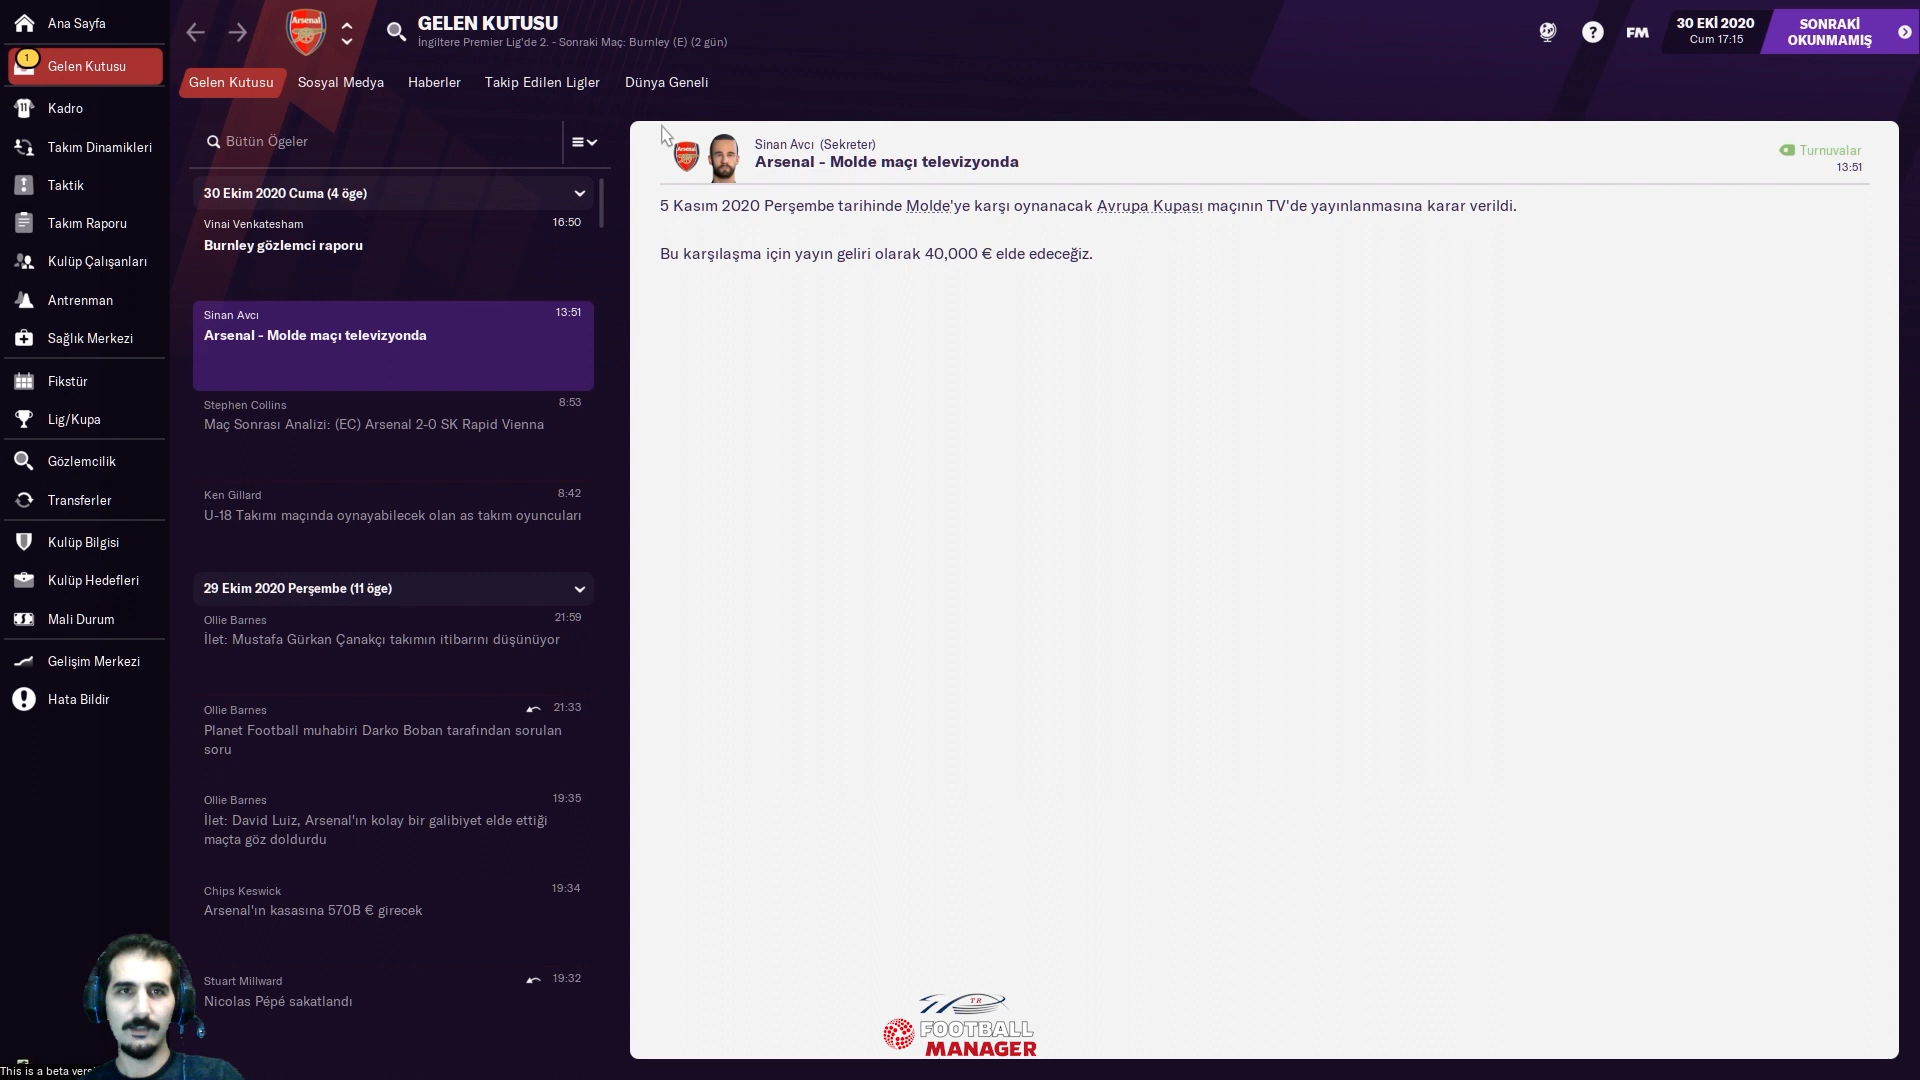 Ana Sayfa
1
Gelen Kutusu
Kadro
Takım Dinamikleri
Taktik
Takım Raporu
Kulüp Çalışanları
Antrenman
Sağlık Merkezi
Fikstür
Lig/Kupa
Gözlemcilik
Transferler
Kulüp Bilgisi
Kulüp Hedefleri
Mali Durum
Gelişim Merkezi
Hata Bildir
Arsenal
GELEN KUTUSU
İngiltere Premier Lig'de 2. - Sonraki Maç: Burnley (E) (2 gün)
FM
30 EKİ 2020
Cum 17:15
SONRAKİ
OKUNMAMIŞ
Gelen Kutusu Sosyal Medya Haberler Takip Edilen Ligler Dünya Geneli
Bütün Ögeler
30 Ekim 2020 Cuma (4 öge)
Vinai Venkatesham 16:50
Burnley gözlemci raporu
Sinan Avcı 13:51
Arsenal - Molde maçı televizyonda
Stephen Collins 8:53
Maç Sonrası Analizi: (EC) Arsenal 2-0 SK Rapid Vienna
Ken Gillard 8:42
U-18 Takımı maçında oynayabilecek olan as takım oyuncuları
29 Ekim 2020 Perşembe (11 öge)
Ollie Barnes 21:59
İlet: Mustafa Gürkan Çanakçı takımın itibarını düşünüyor
Ollie Barnes 21:33
Planet Football muhabiri Darko Boban tarafından sorulan
soru
Ollie Barnes 19:35
İlet: David Luiz, Arsenal'ın kolay bir galibiyet elde ettiği
maçta göz doldurdu
Chips Keswick 19:34
Arsenal'ın kasasına 570B € girecek
Stuart Millward 19:32
Nicolas Pépé sakatlandı
Arsenal
Sinan Avcı (Sekreter)
Arsenal - Molde maçı televizyonda
Turnuvalar
13:51
5 Kasım 2020 Perşembe tarihinde Molde'ye karşı oynanacak Avrupa Kupası maçının TV'de yayınlanmasına karar verildi.
Bu karşılaşma için yayın geliri olarak 40,000 € elde edeceğiz.
TR
FOOTBALL
MANAGER
This is a beta versi